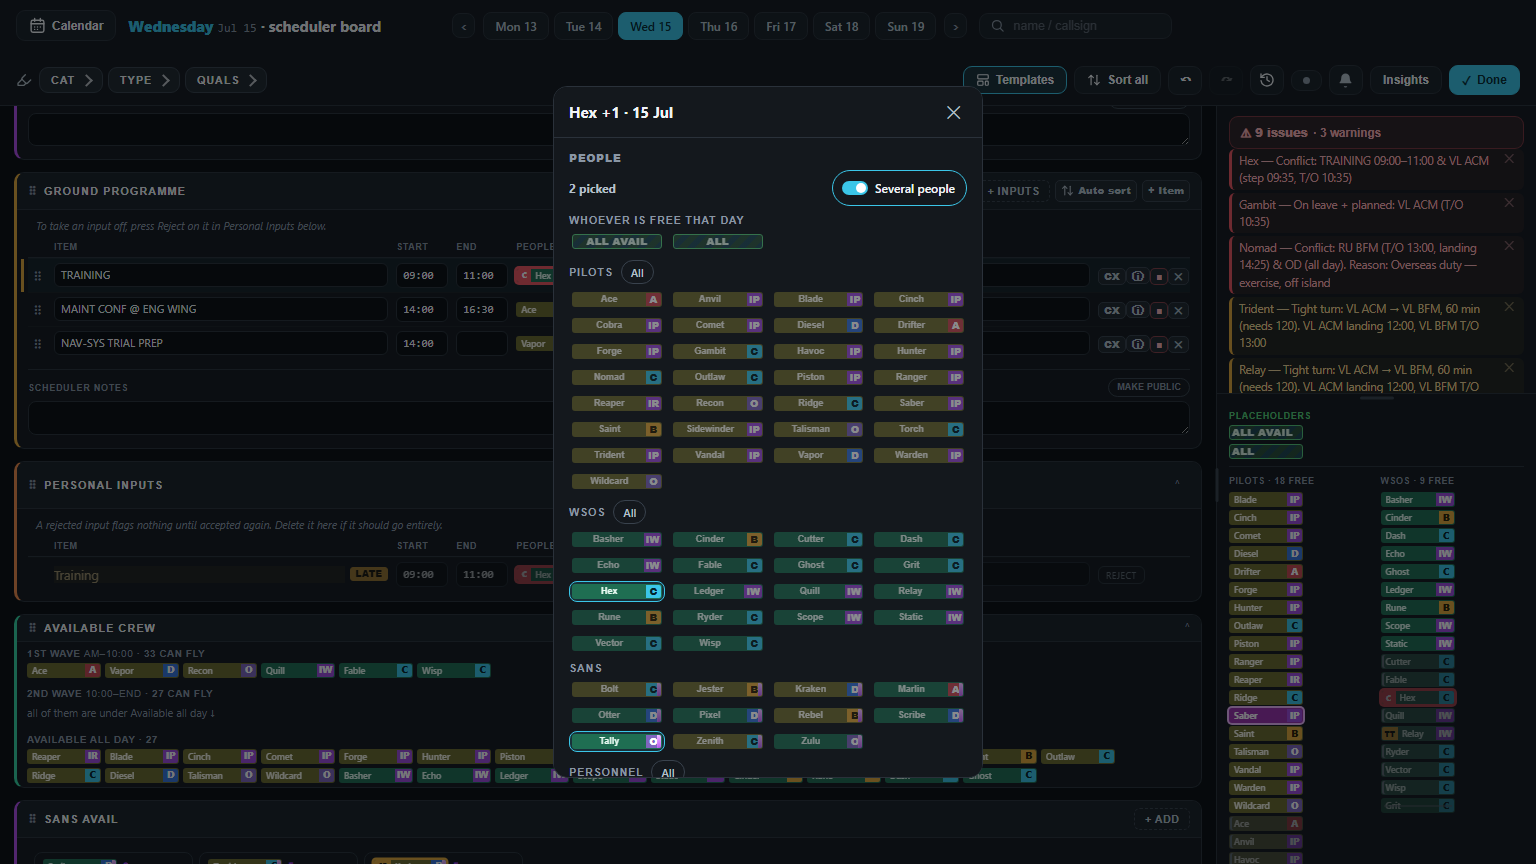 Calendar
Wednesday Jul 15 · scheduler board
‹ Mon 13 Tue 14 Wed 15 Thu 16 Fri 17 Sat 18 Sun 19 ›
name / callsign
CAT TYPE QUALS
Templates Sort all Insights ✓ Done
Hex +1 · 15 Jul
PEOPLE
2 picked Several people
WHOEVER IS FREE THAT DAY
ALL AVAIL ALL
PILOTS All
Ace A Anvil IP Blade IP Cinch IP
Cobra IP Comet IP Diesel D Drifter A
Forge IP Gambit C Havoc IP Hunter IP
Nomad C Outlaw C Piston IP Ranger IP
Reaper IR Recon O Ridge C Saber IP
Saint B Sidewinder IP Talisman O Torch C
Trident IP Vandal IP Vapor D Warden IP
Wildcard O
WSOS All
Basher IW Cinder B Cutter C Dash C
Echo IW Fable C Ghost C Grit C
Hex C Ledger IW Quill IW Relay IW
Rune B Ryder C Scope IW Static IW
Vector C Wisp C
SANS
Bolt C Jester B Kraken D Marlin A
Otter D Pixel D Rebel B Scribe D
Tally O Zenith C Zulu O
PERSONNEL All
GROUND PROGRAMME
+ INPUTS Auto sort + Item
To take an input off, press Reject on it in Personal Inputs below.
ITEM START END PEOPLE
TRAINING 09:00 11:00 C Hex CX
MAINT CONF @ ENG WING 14:00 16:30 Ace CX
NAV-SYS TRIAL PREP 14:00 Vapor CX
SCHEDULER NOTES MAKE PUBLIC
PERSONAL INPUTS
A rejected input flags nothing until accepted again. Delete it here if it should go entirely.
ITEM START END PEOPLE
Training LATE 09:00 11:00 C Hex REJECT
AVAILABLE CREW
1ST WAVE AM–10:00 · 33 CAN FLY
Ace A Vapor D Recon O Quill IW Fable C Wisp C
2ND WAVE 10:00–END · 27 CAN FLY
all of them are under Available all day ↓
AVAILABLE ALL DAY · 27
Reaper IR Blade IP Cinch IP Comet IP Forge IP Hunter IP Piston Outlaw C
Ridge C Diesel D Talisman O Wildcard O Basher IW Echo IW Ledger
SANS AVAIL
+ ADD
⚠ 9 issues · 3 warnings
Hex — Conflict: TRAINING 09:00–11:00 & VL ACM
(step 09:35, T/O 10:35)
Gambit — On leave + planned: VL ACM (T/O
10:35)
Nomad — Conflict: RU BFM (T/O 13:00, landing
14:25) & OD (all day). Reason: Overseas duty —
exercise, off island
Trident — Tight turn: VL ACM → VL BFM, 60 min
(needs 120). VL ACM landing 12:00, VL BFM T/O
13:00
Relay — Tight turn: VL ACM → VL BFM, 60 min
(needs 120). VL ACM landing 12:00, VL BFM T/O
PLACEHOLDERS
ALL AVAIL
ALL
PILOTS · 18 FREE WSOS · 9 FREE
Blade IP Basher IW
Cinch IP Cinder B
Comet IP Dash C
Diesel D Echo IW
Drifter A Ghost C
Forge IP Ledger IW
Hunter IP Rune B
Outlaw C Scope IW
Piston IP Static IW
Ranger IP Cutter C
Reaper IR Fable C
Ridge C C Hex C
Saber IP Quill IW
Saint B TT Relay IW
Talisman O Ryder C
Vandal IP Vector C
Warden IP Wisp C
Wildcard O Grit C
Ace A
Anvil IP
Havoc IP